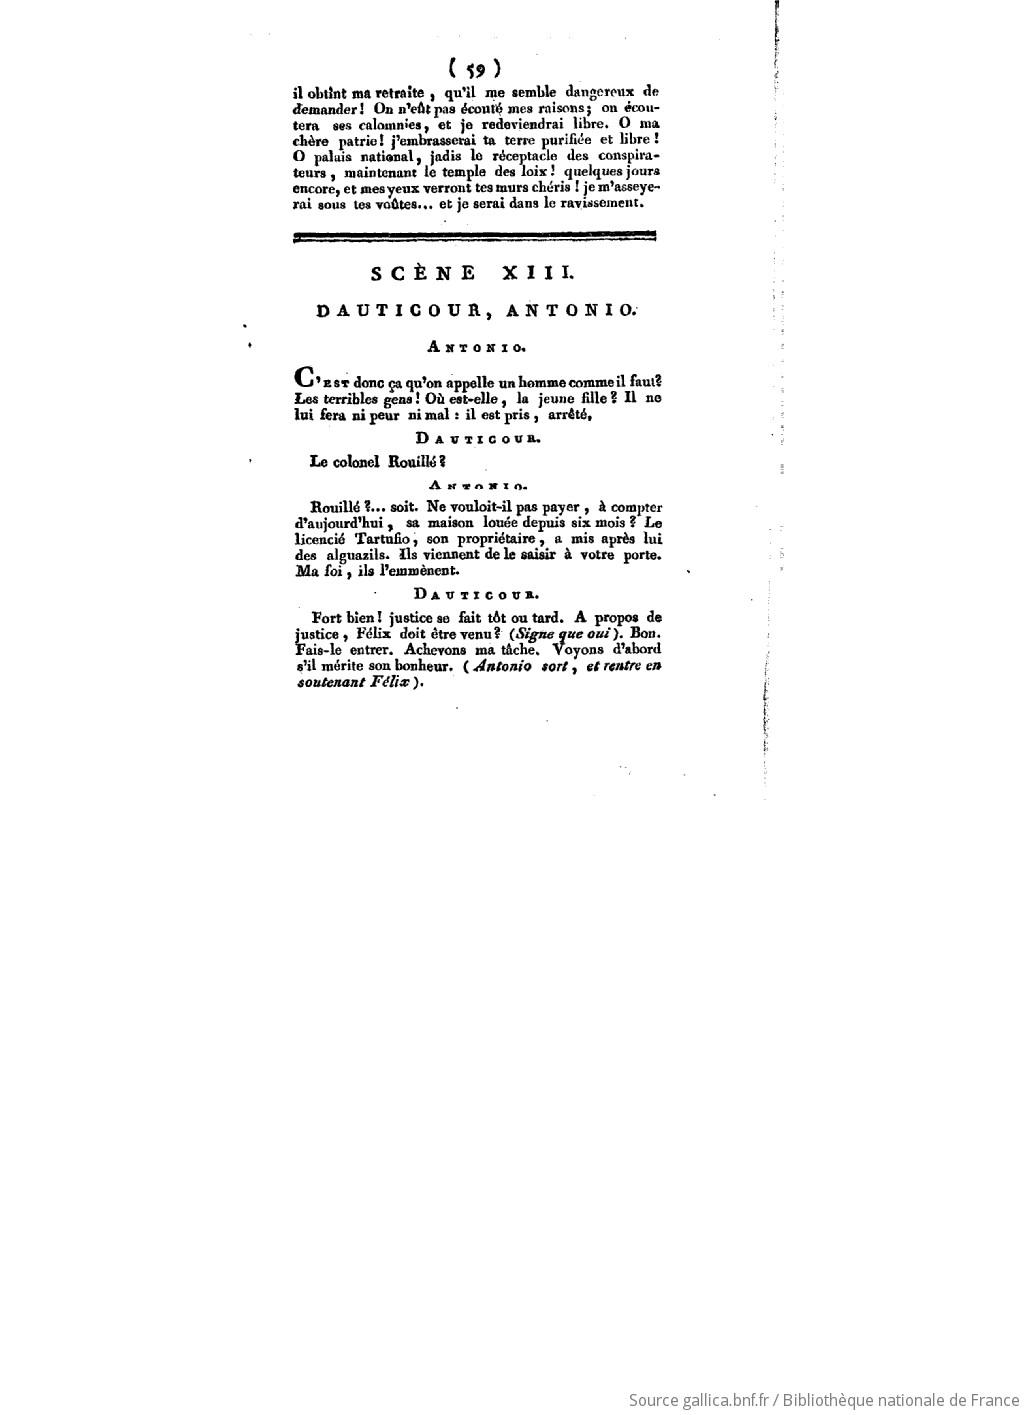 ( 59 )
il obtînt ma retraite, qu'il me semble dangereux de
demander! On n'eût pas écouté mes raisons; on écou-
tera ses calomnies, et je redeviendrai libre. O ma
chère patrie! j'embrasserai ta terre purifiée et libre!
O palais national, jadis le réceptacle des conspira-
teurs, maintenant le temple des loix! quelques jours
encore, et mes yeux verront tes murs chéris! je m'asseye-
rai sous tes voûtes... et je serai dans le ravissement.
SCÈNE XIII.
DAUTICOUR, ANTONIO.
ANTONIO.
C'EST donc ça qu'on appelle un homme comme il faut?
Les terribles gens! Où est-elle, la jeune fille? Il ne
lui fera ni peur ni mal : il est pris, arrêté,
DAUTICOUR.
Le colonel Rouillé?
ANTONIO.
Rouillé?... soit. Ne vouloit-il pas payer, à compter
d'aujourd'hui, sa maison louée depuis six mois? Le
licencié Tartufio, son propriétaire, a mis après lui
des alguazils. Ils viennent de le saisir à votre porte.
Ma foi, ils l'emmènent.
DAUTICOUR.
Fort bien! justice se fait tôt ou tard. A propos de
justice, Félix doit être venu? (Signe que oui). Bon.
Fais-le entrer. Achevons ma tâche. Voyons d'abord
s'il mérite son bonheur. (Antonio sort, et rentre en
soutenant Félix).
Source gallica.bnf.fr / Bibliothèque nationale de France